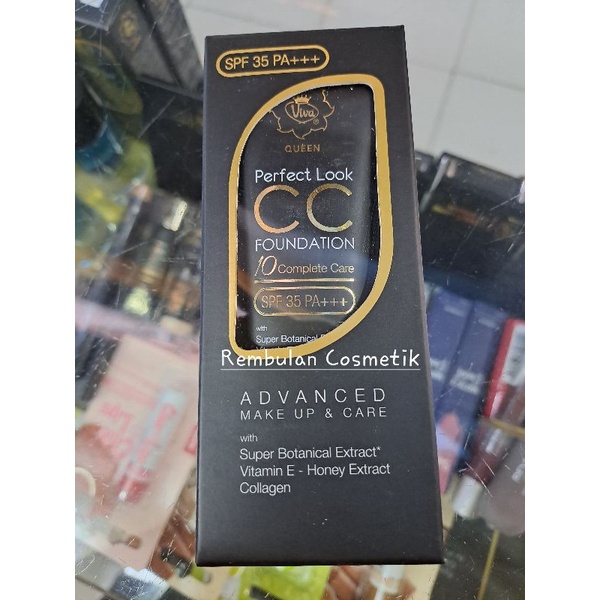 SPF 35 PA+++
Viva
QUEEN
Perfect Look
CC
FOUNDATION
10 Complete Care
SPF 35 PA+++
with
Super Botanical
Rembulan Cosmetik
ADVANCED
MAKE UP & CARE
with
Super Botanical Extract*
Vitamin E - Honey Extract
Collagen